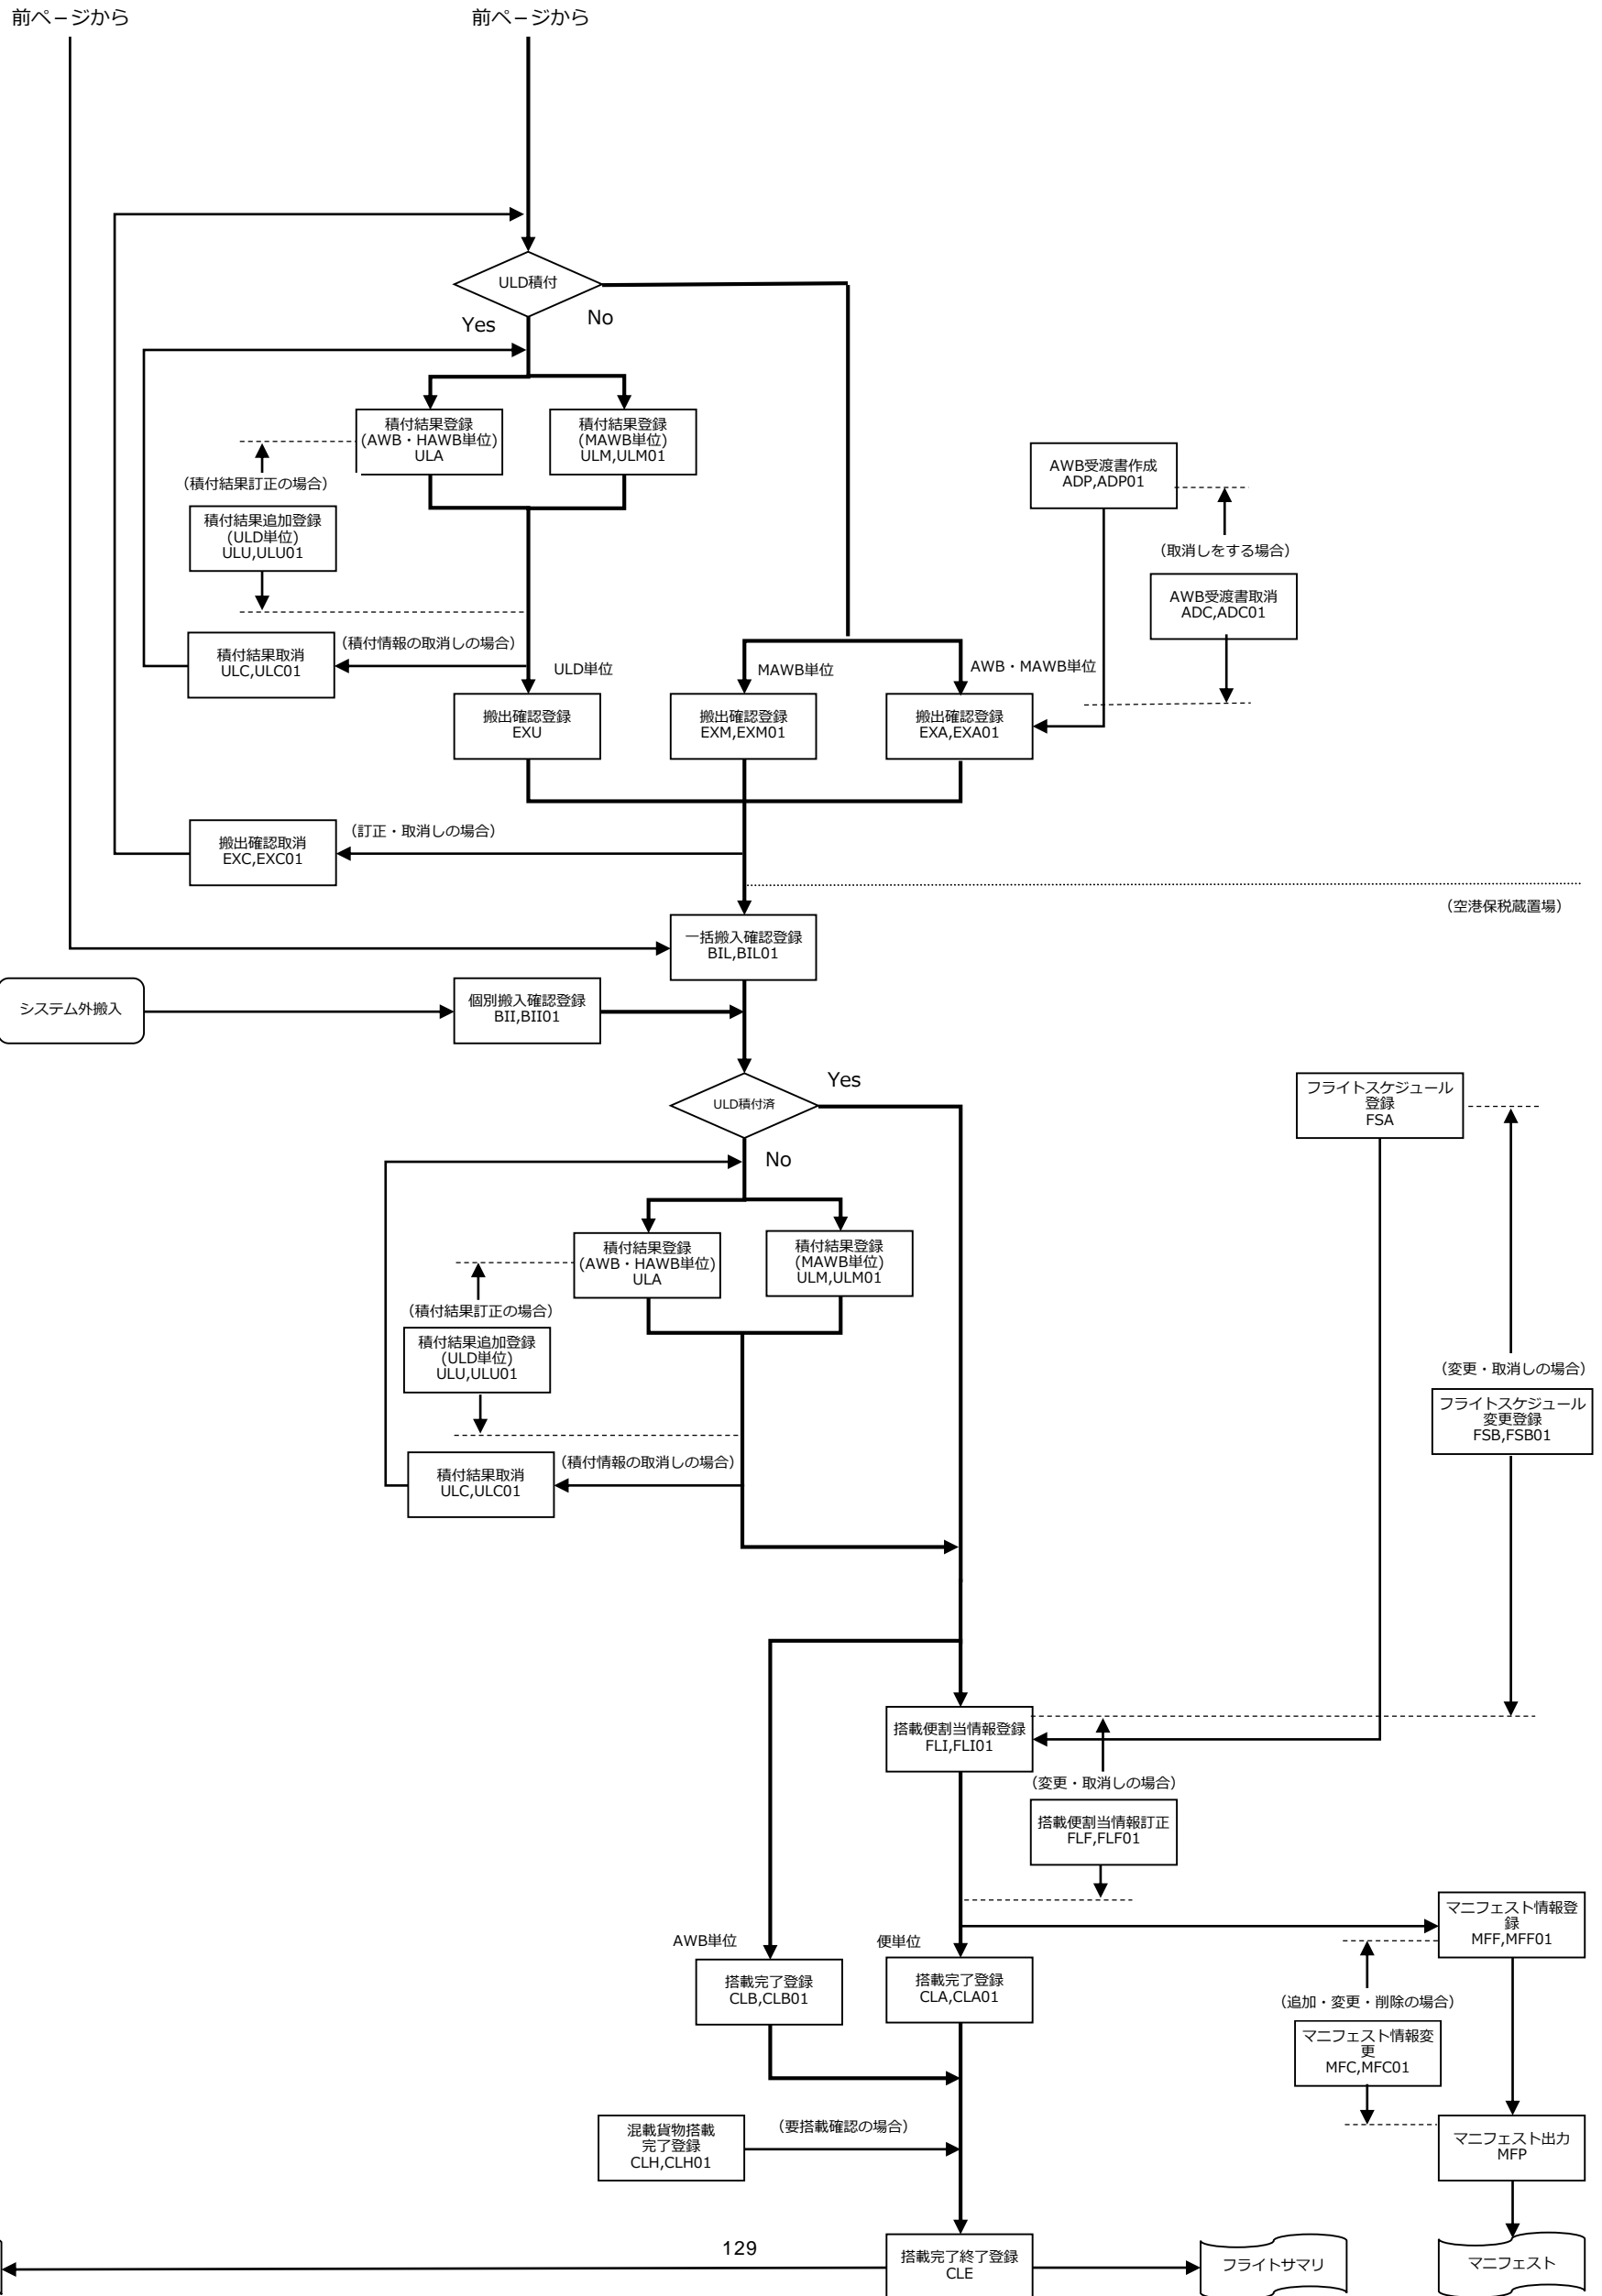 前ページから
前ページから
ULD積付
Yes
No
積付結果登録
(AWB・HAWB単位)
ULA
積付結果登録
(MAWB単位)
ULM,ULM01
AWB受渡書作成
ADP,ADP01
(積付結果訂正の場合)
積付結果追加登録
(ULD単位)
ULU,ULU01
(取消しをする場合)
AWB受渡書取消
ADC,ADC01
積付結果取消
ULC,ULC01
(積付情報の取消しの場合)
ULD単位
MAWB単位
AWB・MAWB単位
搬出確認登録
EXU
搬出確認登録
EXM,EXM01
搬出確認登録
EXA,EXA01
搬出確認取消
EXC,EXC01
(訂正・取消しの場合)
(空港保税蔵置場)
一括搬入確認登録
BIL,BIL01
システム外搬入
個別搬入確認登録
BII,BII01
ULD積付済
Yes
No
フライトスケジュール
登録
FSA
積付結果登録
(AWB・HAWB単位)
ULA
積付結果登録
(MAWB単位)
ULM,ULM01
(積付結果訂正の場合)
積付結果追加登録
(ULD単位)
ULU,ULU01
(変更・取消しの場合)
フライトスケジュール
変更登録
FSB,FSB01
積付結果取消
ULC,ULC01
(積付情報の取消しの場合)
搭載便割当情報登録
FLI,FLI01
(変更・取消しの場合)
搭載便割当情報訂正
FLF,FLF01
マニフェスト情報登
録
MFF,MFF01
AWB単位
便単位
搭載完了登録
CLB,CLB01
搭載完了登録
CLA,CLA01
(追加・変更・削除の場合)
マニフェスト情報変
更
MFC,MFC01
混載貨物搭載
完了登録
CLH,CLH01
(要搭載確認の場合)
マニフェスト出力
MFP
129
搭載完了終了登録
CLE
フライトサマリ
マニフェスト